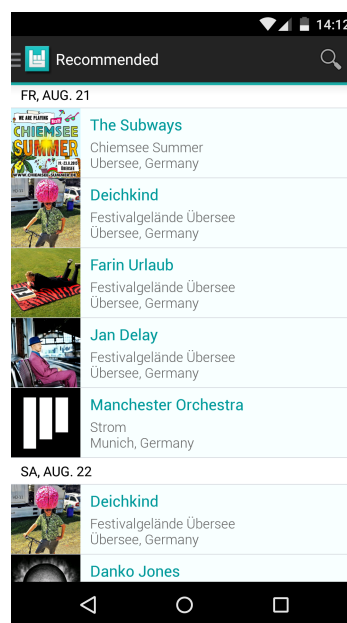 14:12
Recommended
FR, AUG. 21
WE ARE PLAYING
CHIEMSEE
SUMMER
The Subways
Chiemsee Summer
Übersee, Germany
Deichkind
Festivalgelände Übersee
Übersee, Germany
Farin Urlaub
Festivalgelände Übersee
Übersee, Germany
Jan Delay
Festivalgelände Übersee
Übersee, Germany
Manchester Orchestra
Strom
Munich, Germany
SA, AUG. 22
Deichkind
Festivalgelände Übersee
Übersee, Germany
Danko Jones